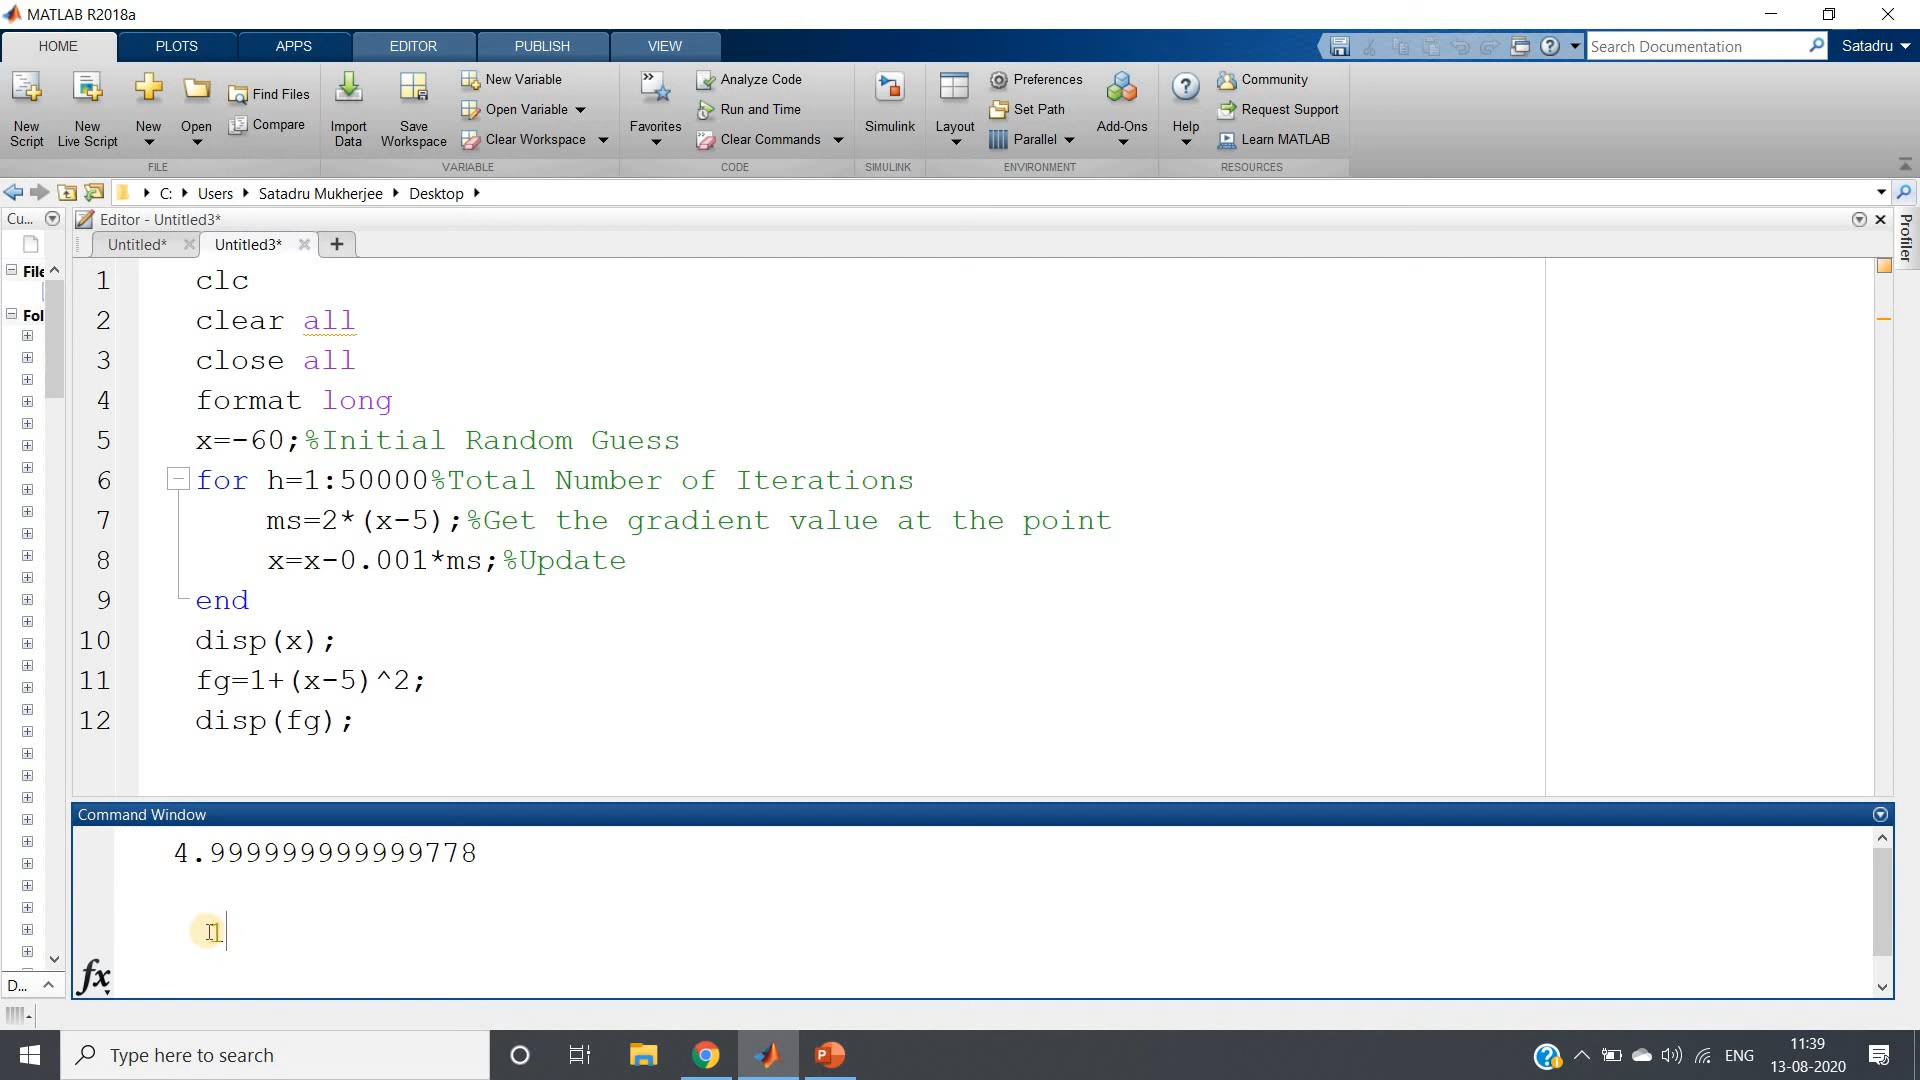 MATLAB R2018a
HOME PLOTS APPS EDITOR PUBLISH VIEW
Search Documentation
Satadru
New Script
New Live Script
New
Open
Find Files
Compare
FILE
Import Data
Save Workspace
New Variable
Open Variable
Clear Workspace
VARIABLE
Favorites
Analyze Code
Run and Time
Clear Commands
CODE
Simulink
SIMULINK
Layout
Preferences
Set Path
Parallel
Add-Ons
ENVIRONMENT
Help
Community
Request Support
Learn MATLAB
RESOURCES
C: Users Satadru Mukherjee Desktop
Cu...
File
Fol
D...
Editor - Untitled3*
Untitled* Untitled3*
Profiler
1 clc
2 clear all
3 close all
4 format long
5 x=-60;%Initial Random Guess
6 for h=1:50000%Total Number of Iterations
7 ms=2*(x-5);%Get the gradient value at the point
8 x=x-0.001*ms;%Update
9 end
10 disp(x);
11 fg=1+(x-5)^2;
12 disp(fg);
Command Window
4.999999999999778
1
fx
Type here to search
ENG
11:39
13-08-2020